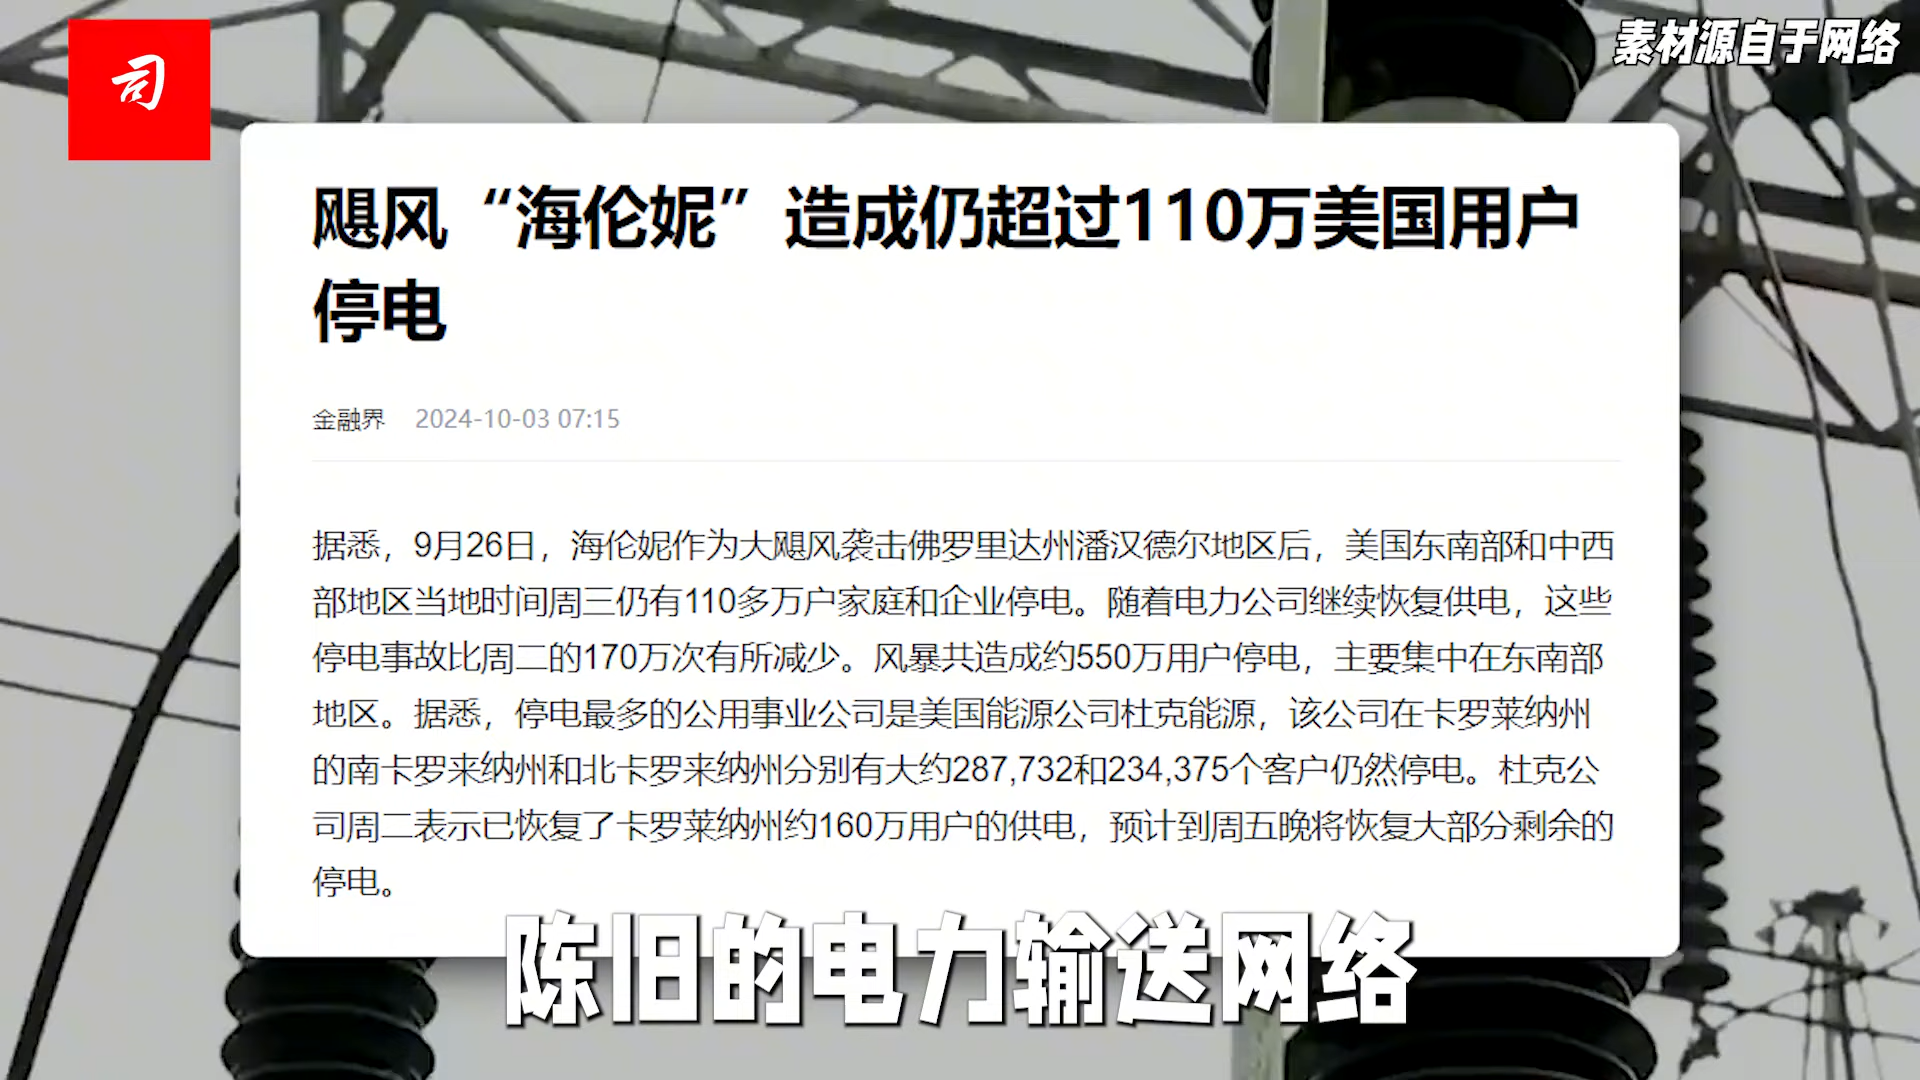 素材源自于网络
司
飓风“海伦妮”造成仍超过110万美国用户
停电
金融界 2024-10-03 07:15
据悉，9月26日，海伦妮作为大飓风袭击佛罗里达州潘汉德尔地区后，美国东南部和中西
部地区当地时间周三仍有110多万户家庭和企业停电。随着电力公司继续恢复供电，这些
停电事故比周二的170万次有所减少。风暴共造成约550万用户停电，主要集中在东南部
地区。据悉，停电最多的公用事业公司是美国能源公司杜克能源，该公司在卡罗莱纳州
的南卡罗来纳州和北卡罗来纳州分别有大约287,732和234,375个客户仍然停电。杜克公
司周二表示已恢复了卡罗莱纳州约160万用户的供电，预计到周五晚将恢复大部分剩余的
停电。
陈旧的电力输送网络